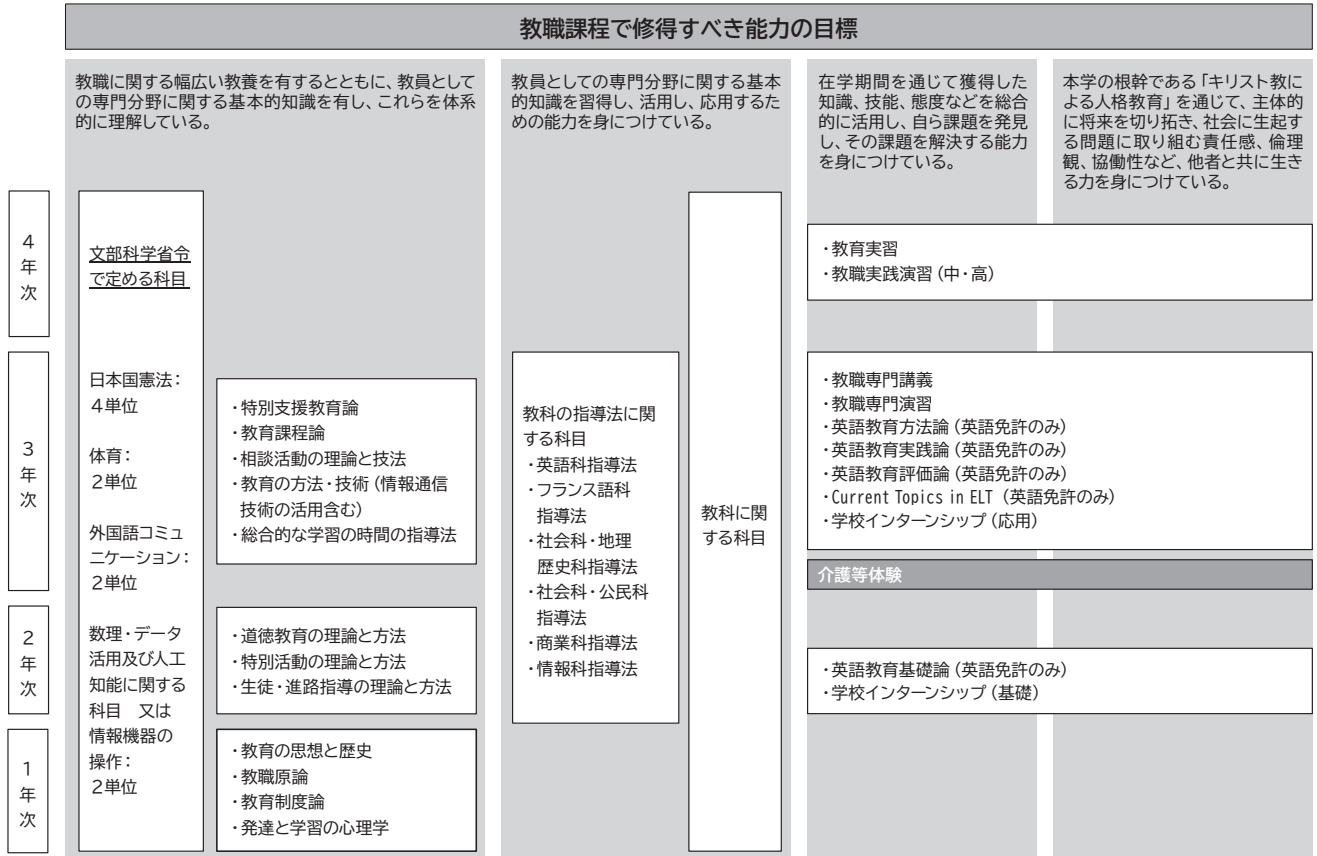 教職課程で修得すべき能力の目標
教職に関する幅広い教養を有するとともに、教員として
の専門分野に関する基本的知識を有し、これらを体系
的に理解している。
教員としての専門分野に関する基本
的知識を習得し、活用し、応用するた
めの能力を身につけている。
在学期間を通じて獲得した
知識、技能、態度などを総合
的に活用し、自ら課題を発見
し、その課題を解決する能力
を身につけている。
本学の根幹である「キリスト教に
よる人格教育」を通じて、主体的
に将来を切り拓き、社会に生起す
る問題に取り組む責任感、倫理
観、協働性など、他者と共に生き
る力を身につけている。
4
年
次
3
年
次
2
年
次
1
年
次
文部科学省令
で定める科目
日本国憲法：
4単位
体育：
2単位
外国語コミュ
ニケーション：
2単位
数理・データ
活用及び人工
知能に関する
科目　又は
情報機器の
操作：
2単位
・特別支援教育論
・教育課程論
・相談活動の理論と技法
・教育の方法・技術（情報通信
技術の活用含む）
・総合的な学習の時間の指導法
・道徳教育の理論と方法
・特別活動の理論と方法
・生徒・進路指導の理論と方法
・教育の思想と歴史
・教職原論
・教育制度論
・発達と学習の心理学
教科の指導法に関
する科目
・英語科指導法
・フランス語科
指導法
・社会科・地理
歴史科指導法
・社会科・公民科
指導法
・商業科指導法
・情報科指導法
教科に関
する科目
・教育実習
・教職実践演習（中・高）
・教職専門講義
・教職専門演習
・英語教育方法論（英語免許のみ）
・英語教育実践論（英語免許のみ）
・英語教育評価論（英語免許のみ）
・Current Topics in ELT（英語免許のみ）
・学校インターンシップ（応用）
介護等体験
・英語教育基礎論（英語免許のみ）
・学校インターンシップ（基礎）